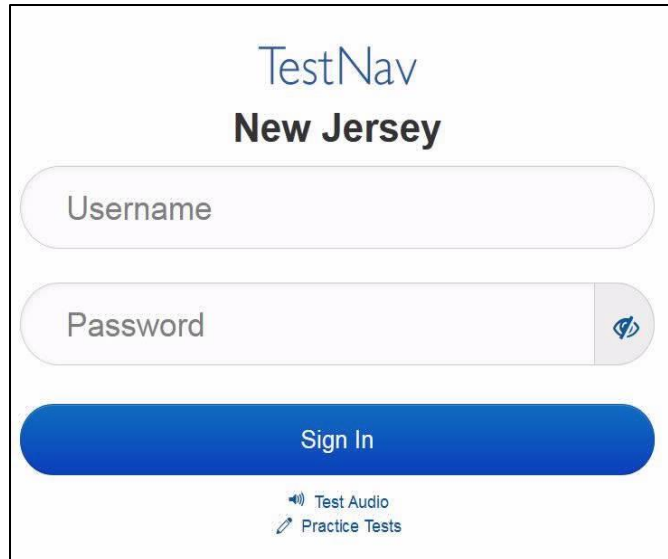 TestNav
New Jersey
Username
Password
Sign In
Test Audio
Practice Tests